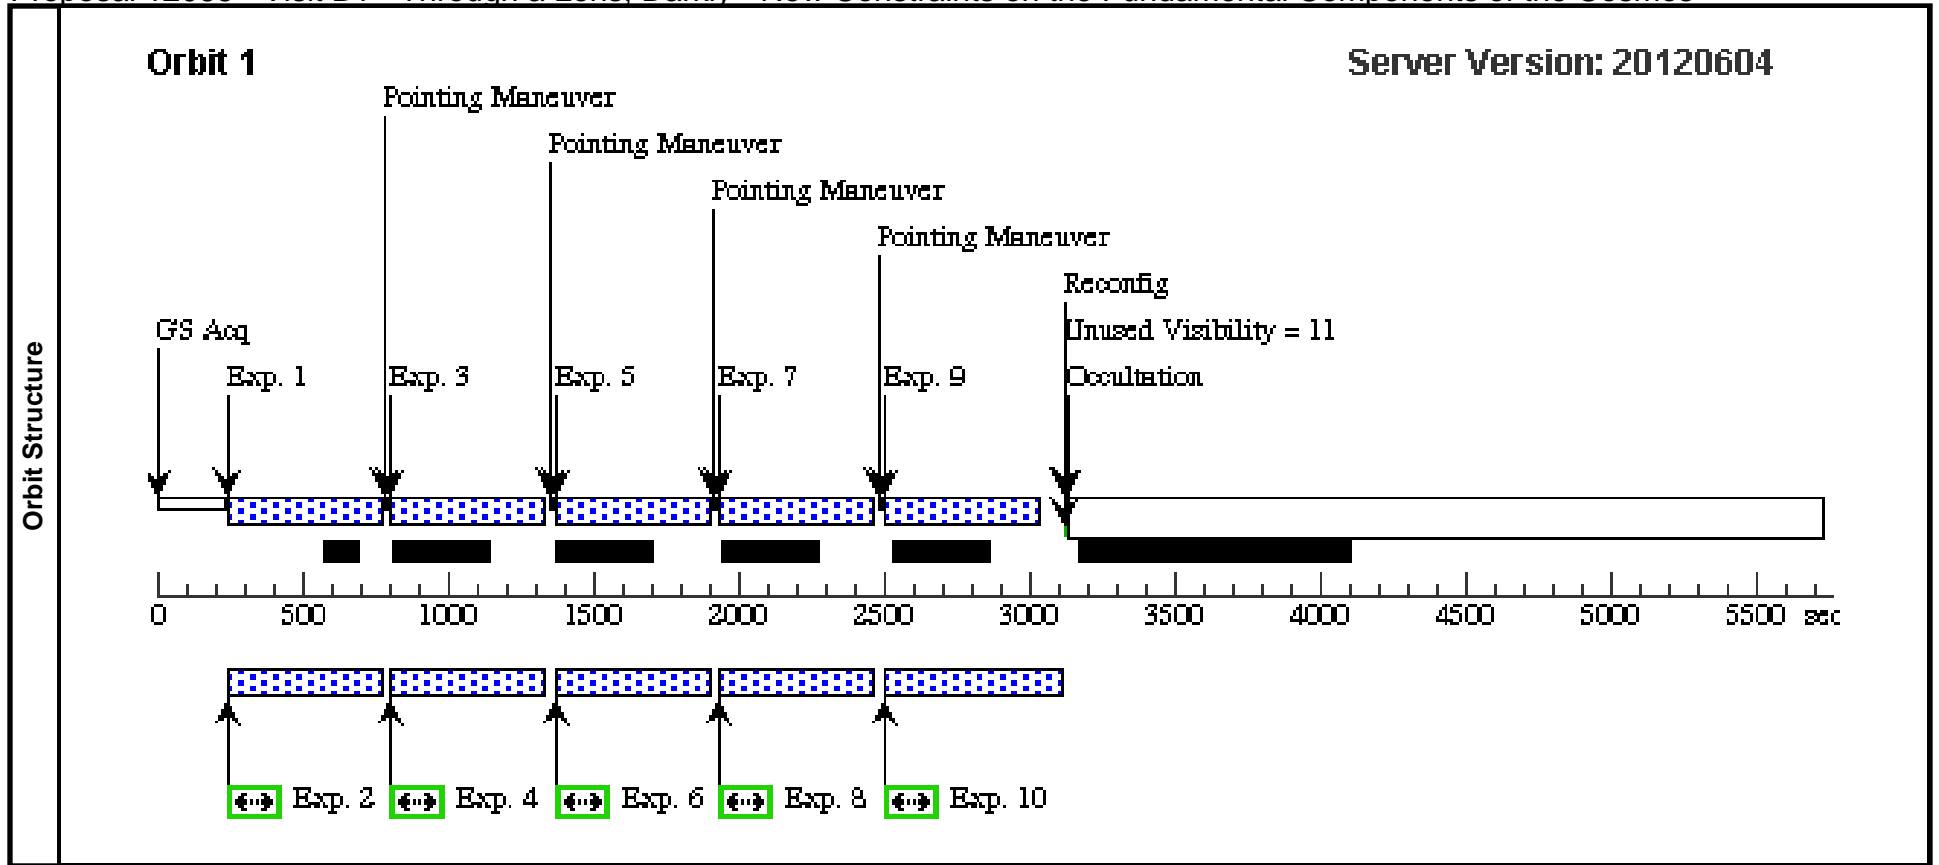 Orbit Structure
Orbit 1
Server Version: 20120604
Pointing Maneuver
Pointing Maneuver
Pointing Maneuver
Pointing Maneuver
Reconfig
GS Acq
Unused Visibility = 11
Exp. 1
Exp. 3
Exp. 5
Exp. 7
Exp. 9
Occultation
0 500 1000 1500 2000 2500 3000 3500 4000 4500 5000 5500 sec
Exp. 2
Exp. 4
Exp. 6
Exp. 8
Exp. 10